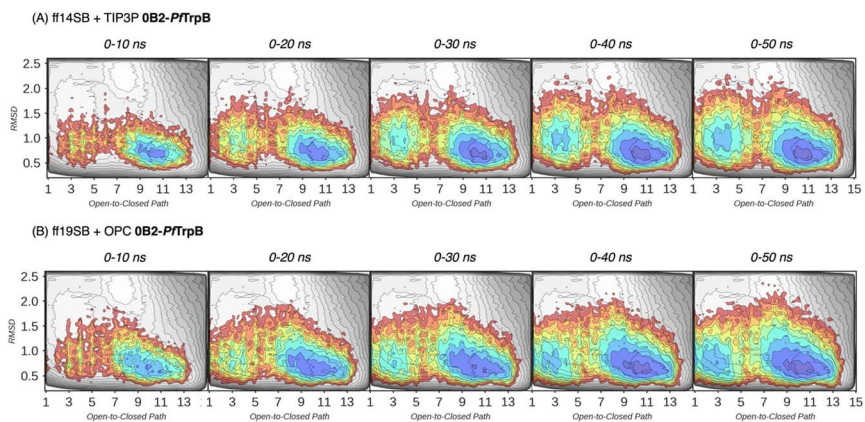 (A) ff14SB + TIP3P 0B2-PfTrpB
0-10 ns 0-20 ns 0-30 ns 0-40 ns 0-50 ns
2.5
2.0
1.5
1.0
0.5
RMSD
1 3 5 7 9 11 13 1 3 5 7 9 11 13 1 3 5 7 9 11 13 1 3 5 7 9 11 13 1 3 5 7 9 11 13 15
Open-to-Closed Path Open-to-Closed Path Open-to-Closed Path Open-to-Closed Path Open-to-Closed Path
(B) ff19SB + OPC 0B2-PfTrpB
0-10 ns 0-20 ns 0-30 ns 0-40 ns 0-50 ns
2.5
2.0
1.5
1.0
0.5
RMSD
1 3 5 7 9 11 13 1 3 5 7 9 11 13 1 3 5 7 9 11 13 1 3 5 7 9 11 13 1 3 5 7 9 11 13 15
Open-to-Closed Path Open-to-Closed Path Open-to-Closed Path Open-to-Closed Path Open-to-Closed Path